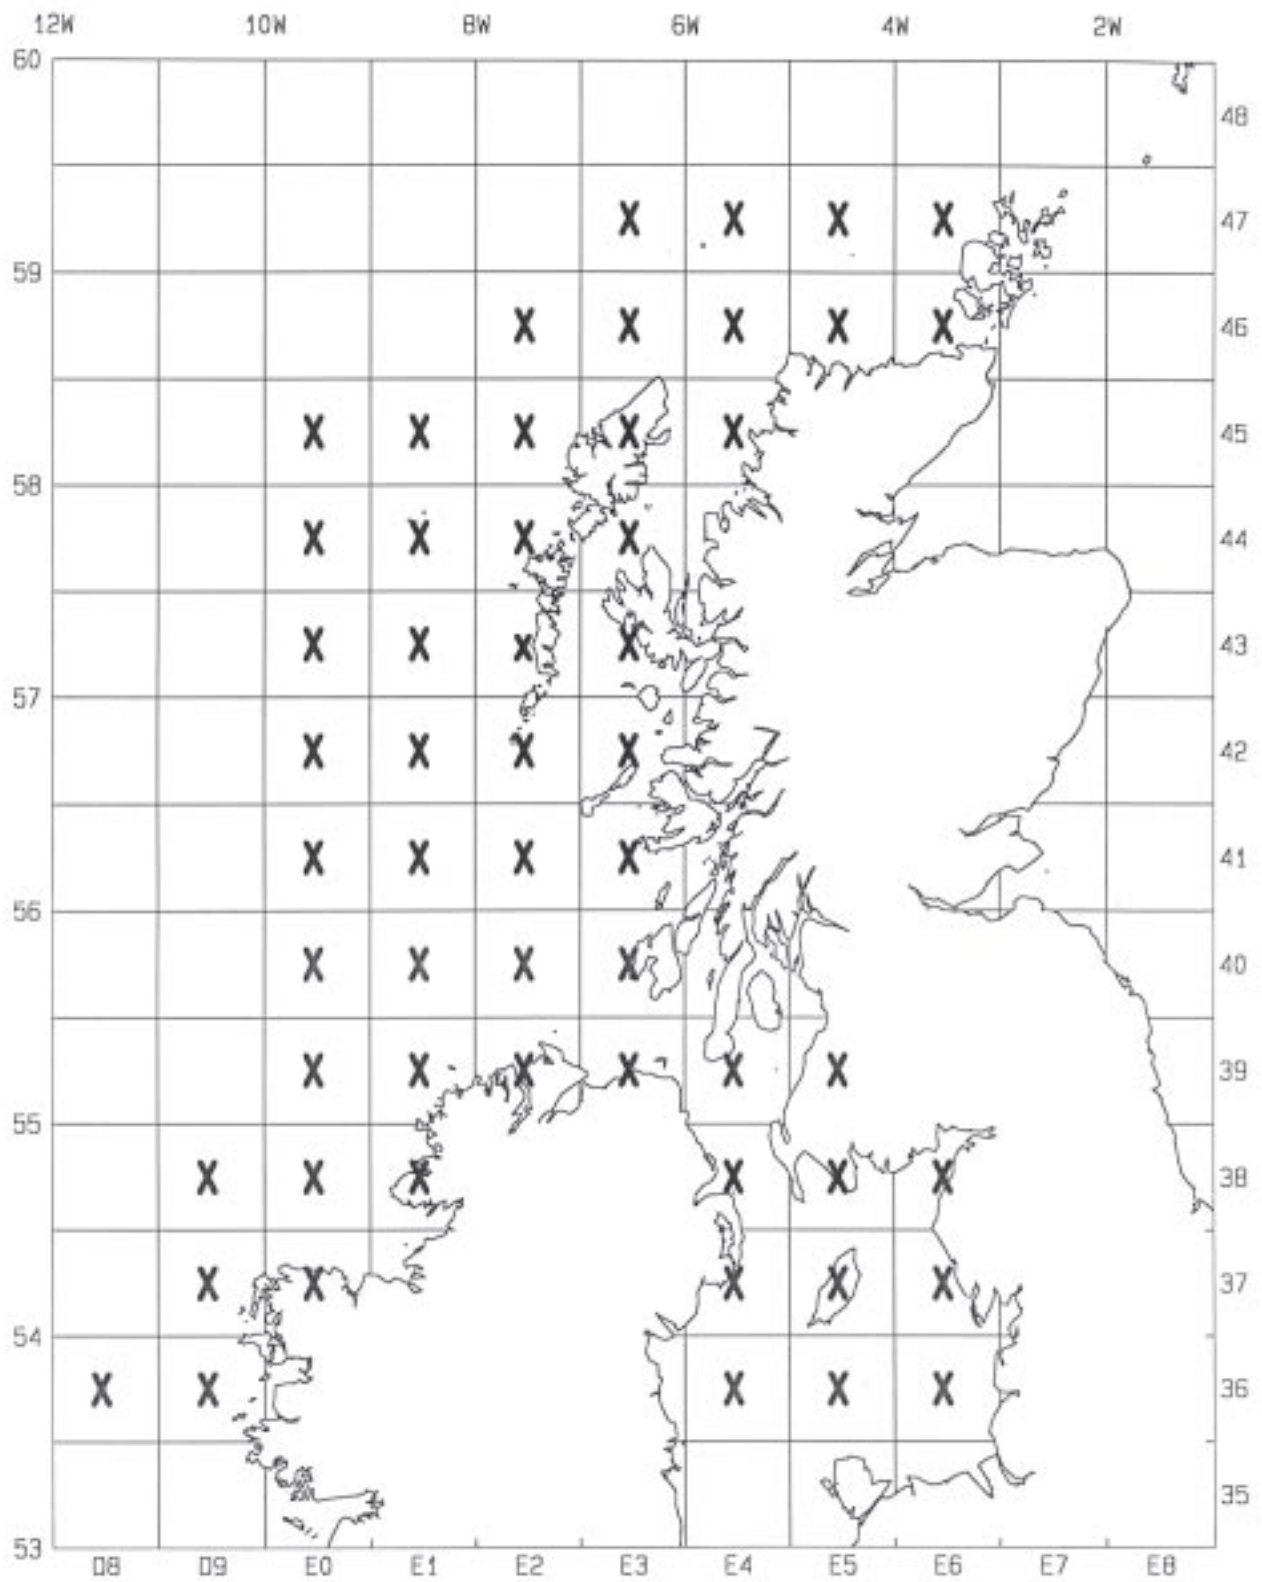 12W 10W 8W 6W 4W 2W
60
48
X X X X 47
59
X X X X X 46
X X X X X 45
58
X X X X 44
X X X X 43
57
X X X X 42
X X X X 41
56
X X X X 40
X X X X X X 39
55
X X X X X X 38
X X X X X 37
54
X X X X X 36
35
53
D8 D9 E0 E1 E2 E3 E4 E5 E6 E7 E8